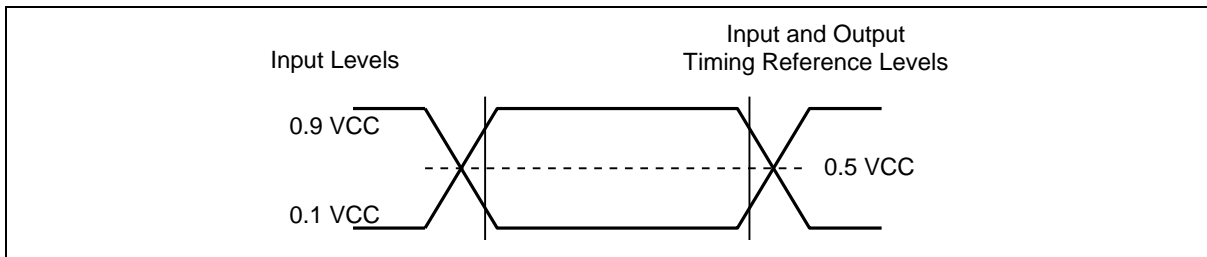 Input Levels
Input and Output
Timing Reference Levels
0.9 VCC
0.5 VCC
0.1 VCC